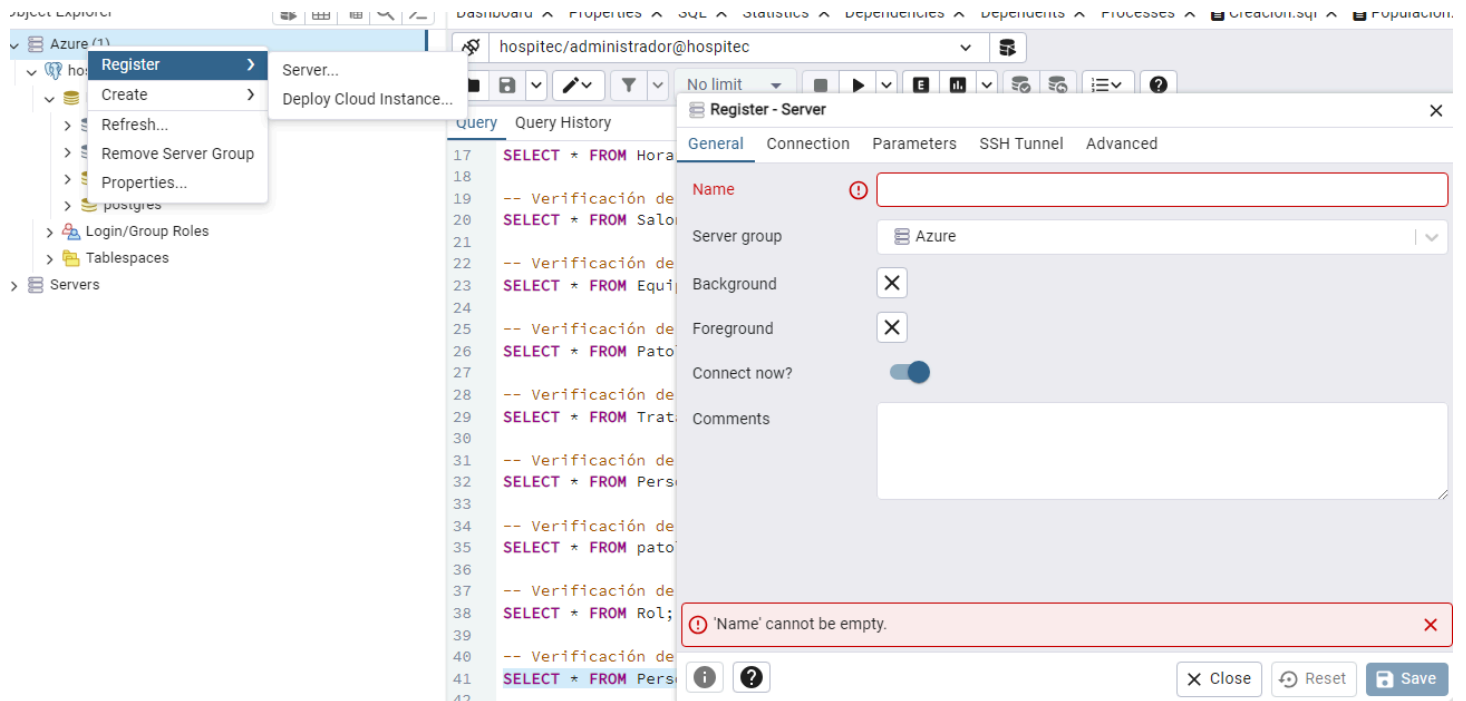 Object Explorer
Dashboard Properties SQL Statistics Dependencies Dependents Processes Creacion.sql Populacion.
Azure (1)
Register
Create
Refresh...
Remove Server Group
Properties...
postgres
Login/Group Roles
Tablespaces
Servers
Server...
Deploy Cloud Instance...
hospitec/administrador@hospitec
No limit
Query Query History
17 SELECT * FROM Hora
18
19 -- Verificación de
20 SELECT * FROM Salo
21
22 -- Verificación de
23 SELECT * FROM Equi
24
25 -- Verificación de
26 SELECT * FROM Pato
27
28 -- Verificación de
29 SELECT * FROM Trat
30
31 -- Verificación de
32 SELECT * FROM Pers
33
34 -- Verificación de
35 SELECT * FROM pato
36
37 -- Verificación de
38 SELECT * FROM Rol;
39
40 -- Verificación de
41 SELECT * FROM Pers
42
Register - Server
General Connection Parameters SSH Tunnel Advanced
Name
Server group Azure
Background
Foreground
Connect now?
Comments
'Name' cannot be empty.
Close Reset Save